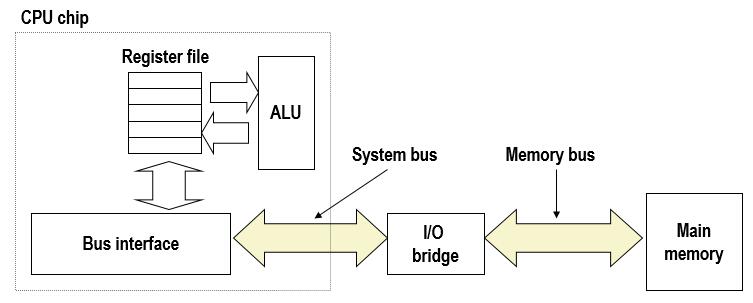 CPU chip
Register file
ALU
System bus
Memory bus
Bus interface
I/O
bridge
Main
memory